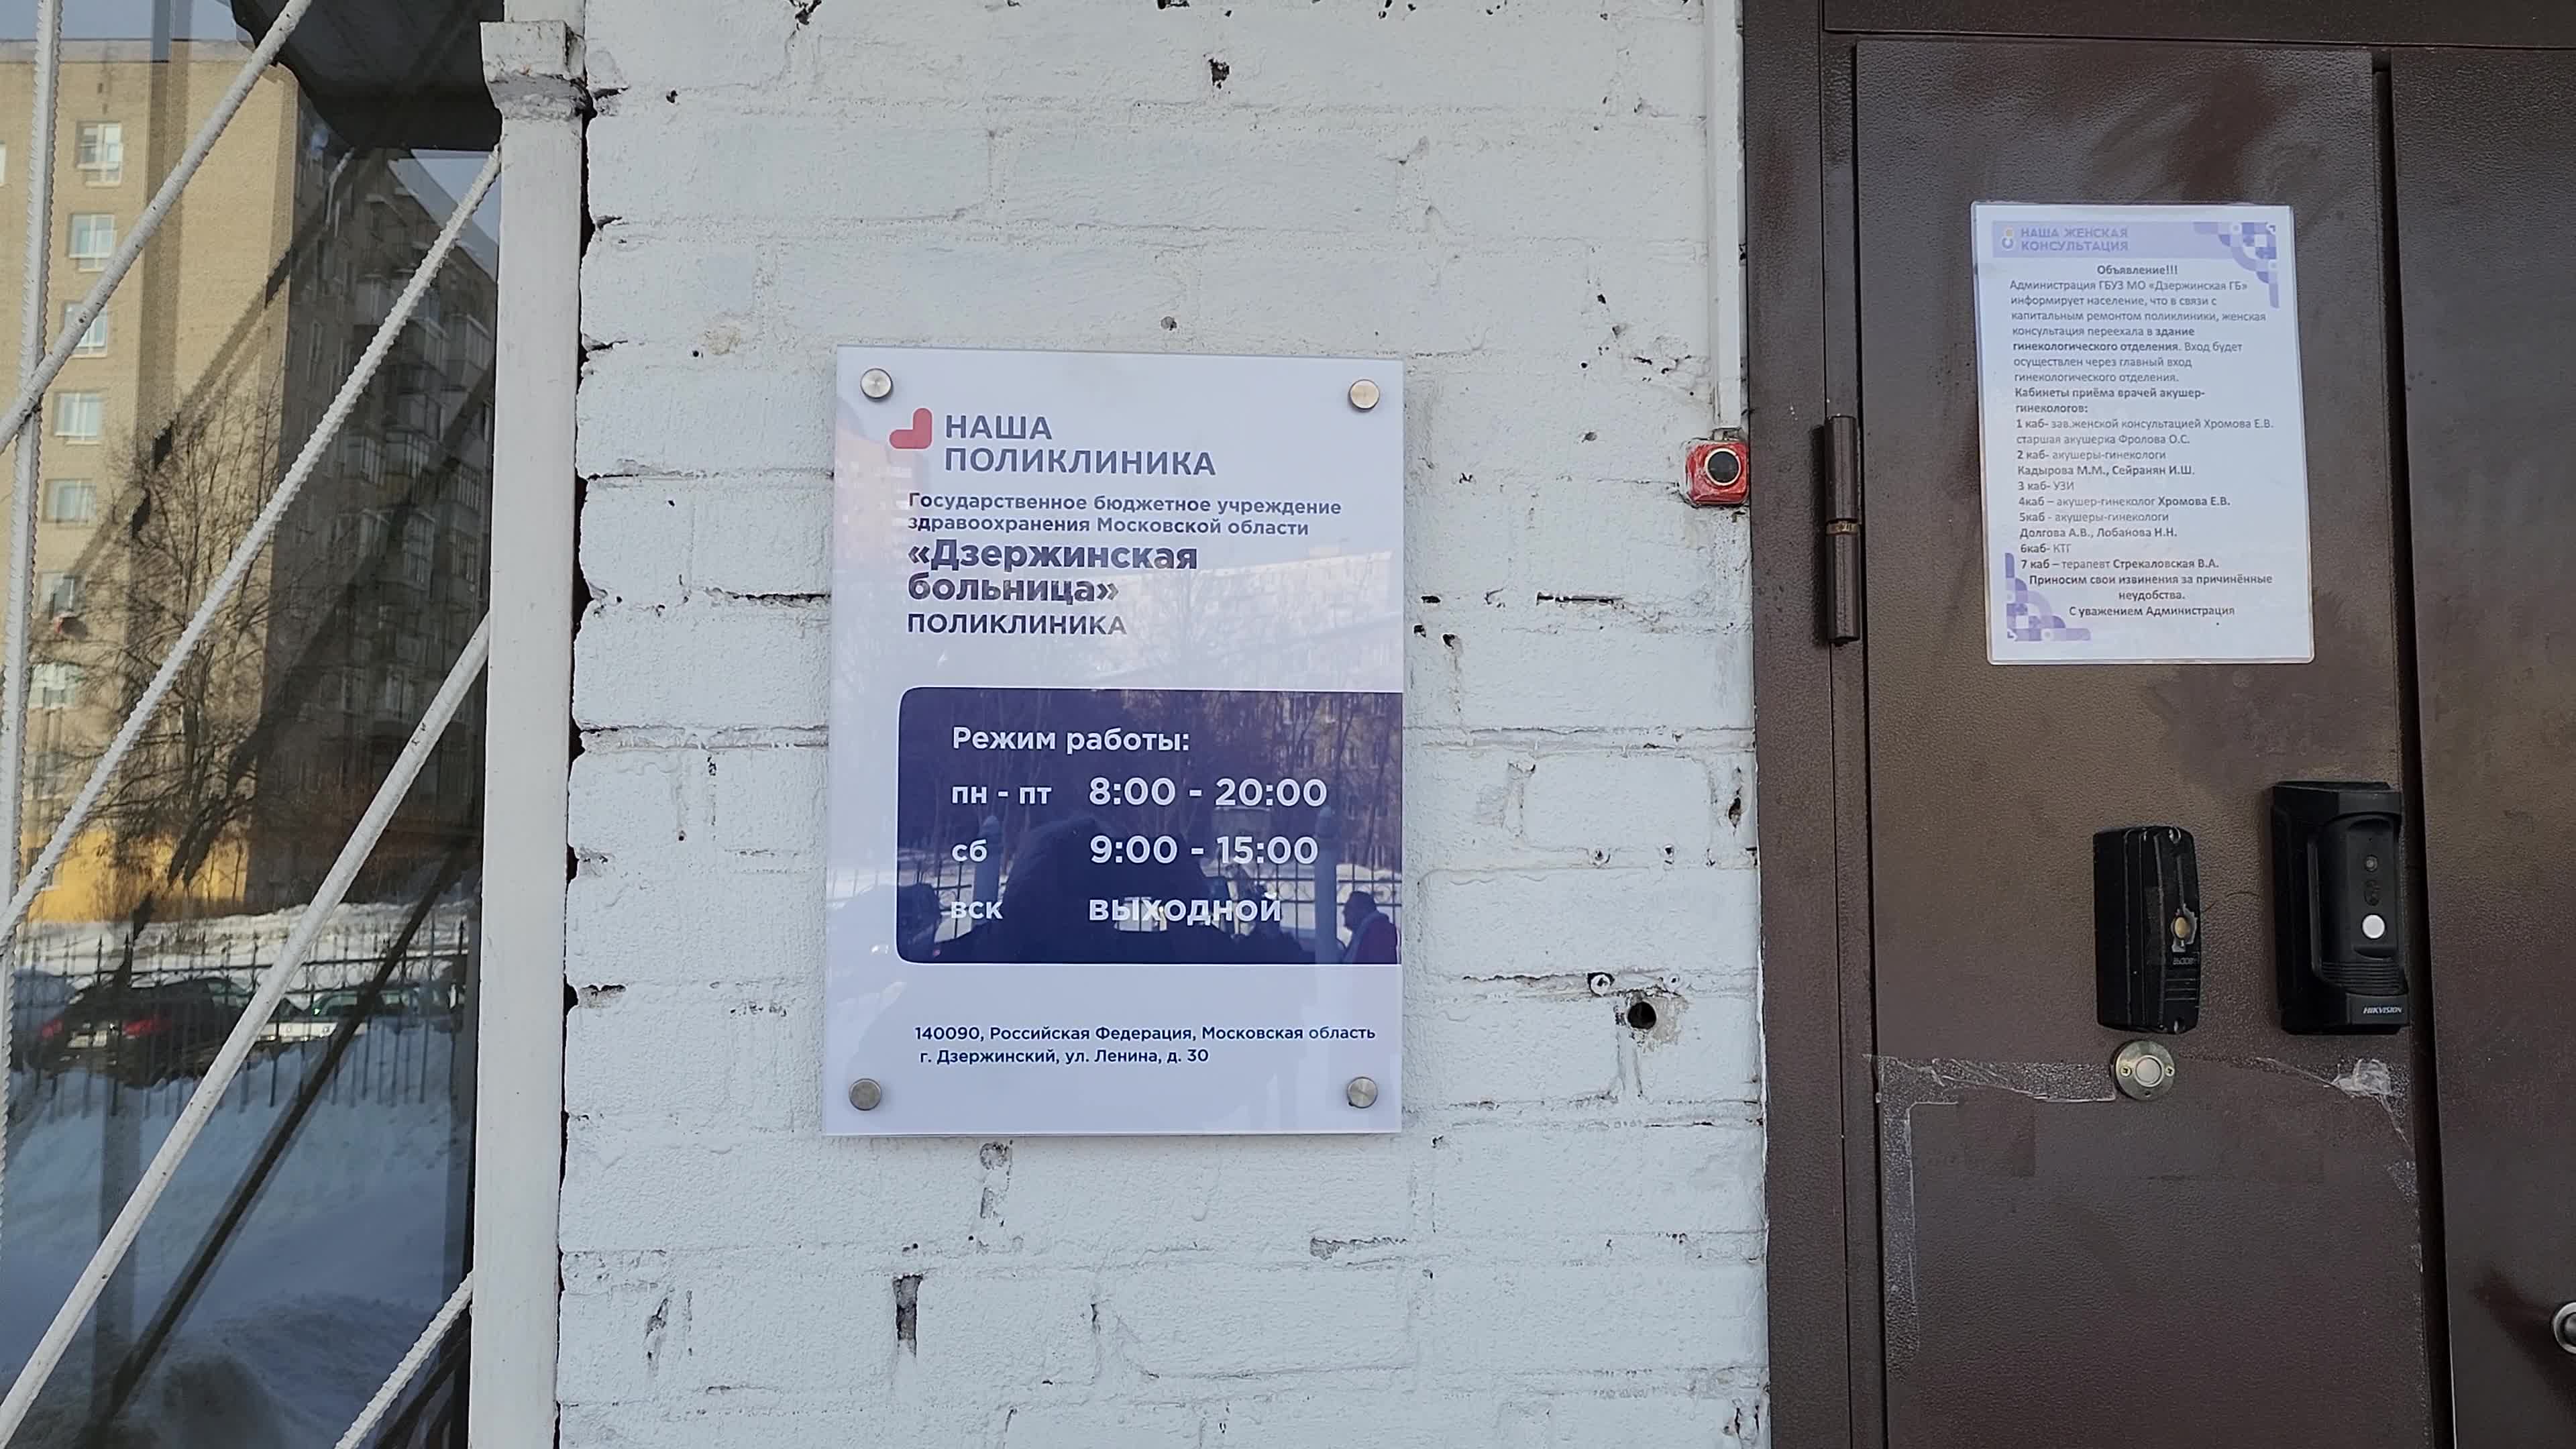 НАША
ПОЛИКЛИНИКА
Государственное бюджетное учреждение
здравоохранения Московской области
«Дзержинская
больница»
ПОЛИКЛИНИКА
Режим работы:
пн - пт 8:00 - 20:00
сб 9:00 - 15:00
вск выходной
140090, Российская Федерация, Московская область
г. Дзержинский, ул. Ленина, д. 30
НАША ЖЕНСКАЯ
КОНСУЛЬТАЦИЯ
Объявление!!!
Администрация ГБУЗ МО «Дзержинская ГБ»
информирует население, что в связи с
капитальным ремонтом поликлиники, женская
консультация переехала в здание
гинекологического отделения. Вход будет
осуществлен через главный вход
гинекологического отделения.
Кабинеты приёма врачей акушер-
гинекологов:
1 каб- зав.женской консультацией Хромова Е.В.
старшая акушерка Фролова О.С.
2 каб- акушеры-гинекологи
Кадырова М.М., Сейранян И.Ш.
3 каб- УЗИ
4каб – акушер-гинеколог Хромова Е.В.
5каб - акушеры-гинекологи
Долгова А.В., Лобанова Н.Н.
6каб- КТГ
7 каб – терапевт Стрекаловская В.А.
Приносим свои извинения за причинённые
неудобства.
С уважением Администрация
HIKVISION